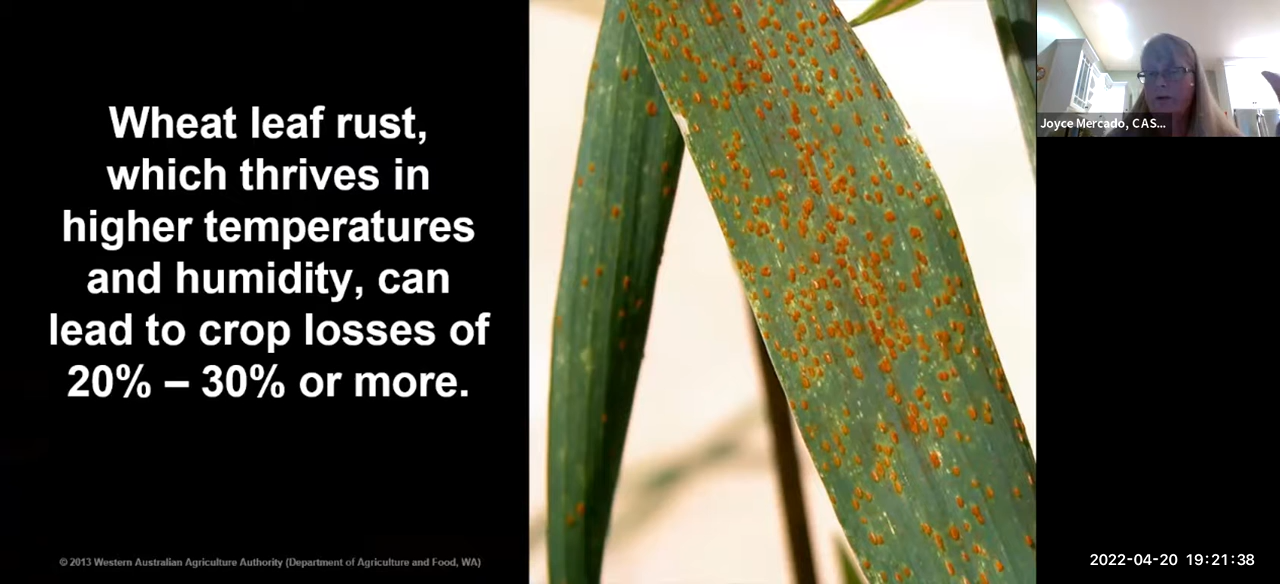 Wheat leaf rust,
which thrives in
higher temperatures
and humidity, can
lead to crop losses of
20% – 30% or more.
© 2013 Western Australian Agriculture Authority (Department of Agriculture and Food, WA)
Joyce Mercado, CAS...
2022-04-20 19:21:38